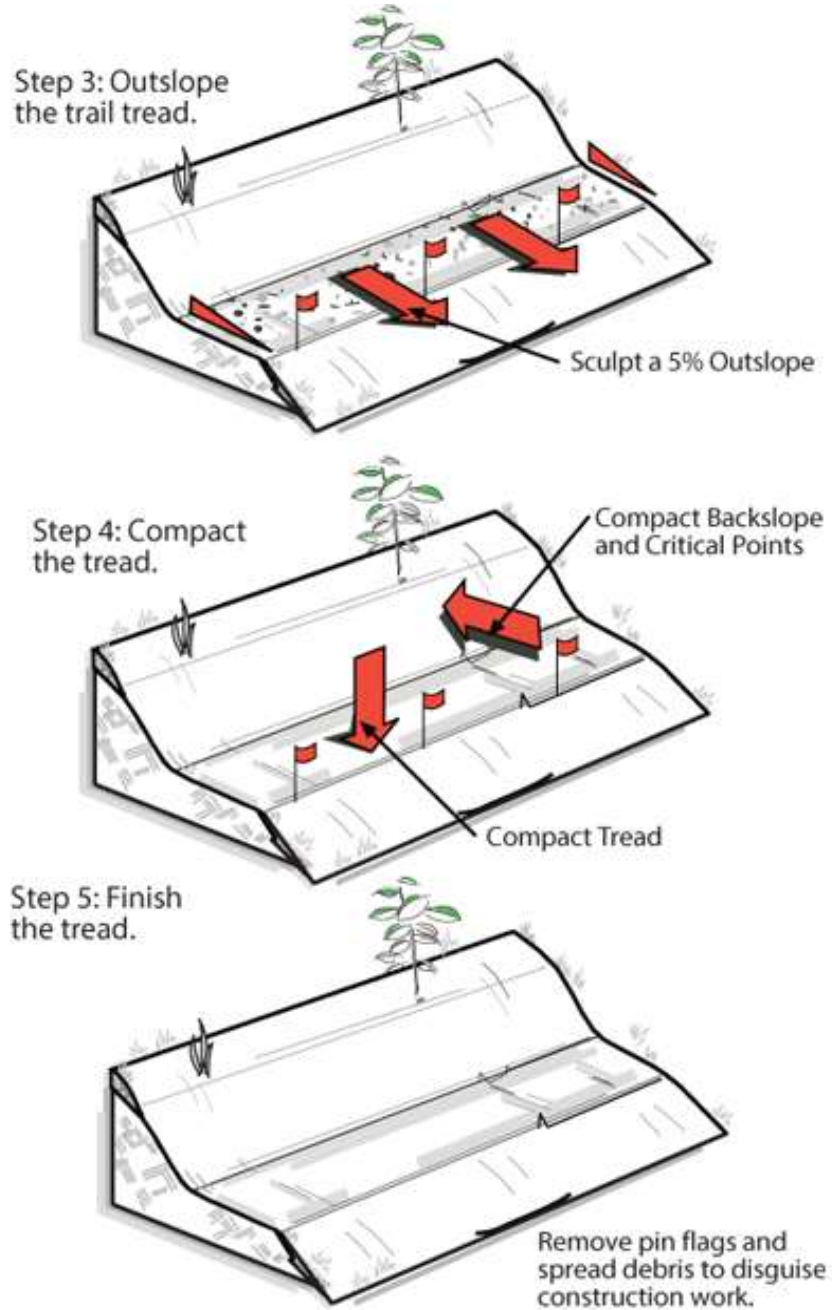 Step 3: Outslope
the trail tread.
Sculpt a 5% Outslope
Step 4: Compact
the tread.
Compact Backslope
and Critical Points
Compact Tread
Step 5: Finish
the tread.
Remove pin flags and
spread debris to disguise
construction work.